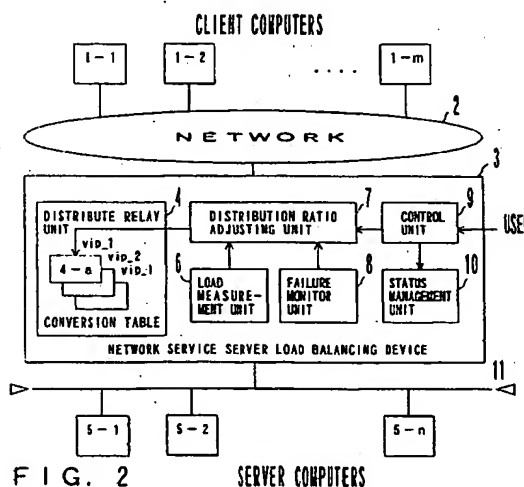 CLIENT COMPUTERS
1-1
1-2
....
1-m
2
NETWORK
3
4
DISTRIBUTE RELAY
UNIT
vip_1
vip_2
vip_1
4-a
CONVERSION TABLE
7
DISTRIBUTION RATIO
ADJUSTING UNIT
9
CONTROL
UNIT
6
LOAD
MEASURE-
MENT UNIT
8
FAILURE
MONITOR
UNIT
10
STATUS
MANAGEMENT
UNIT
NETWORK SERVICE SERVER LOAD BALANCING DEVICE
11
5-1
5-2
5-n
FIG. 2
SERVER COMPUTERS